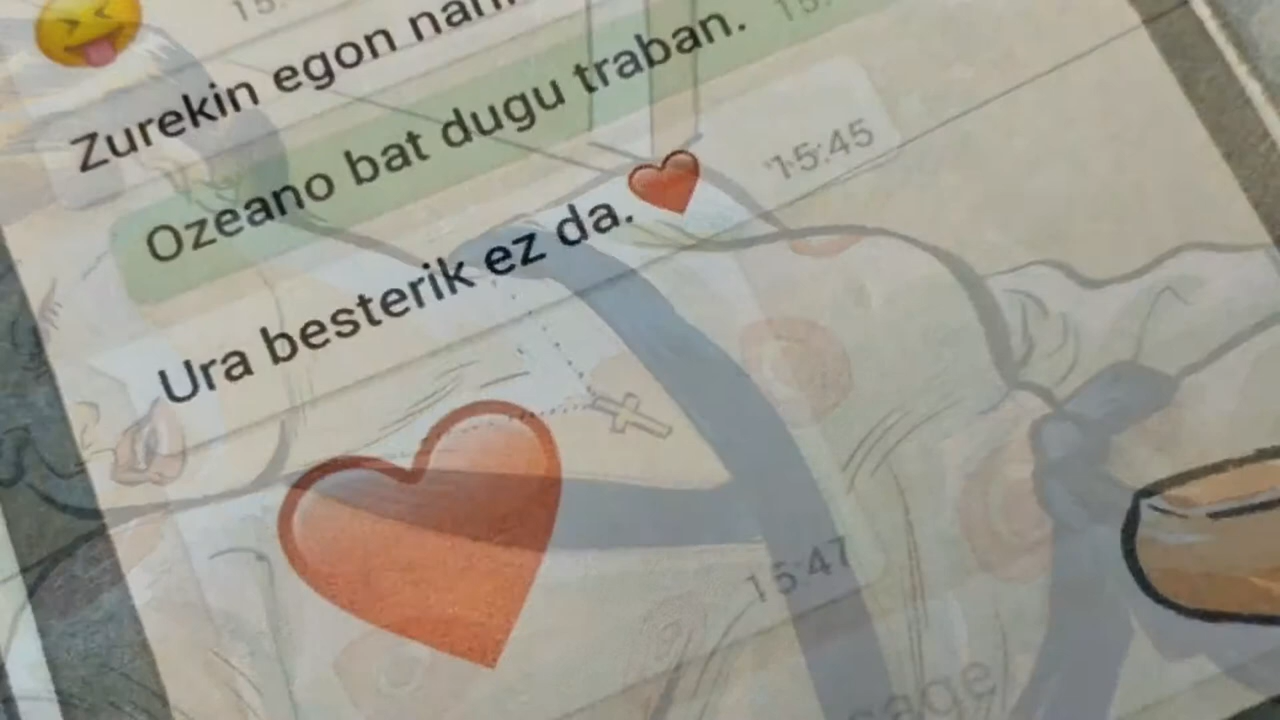 Zurekin egon
Ozeano bat dugu traban.
15:45
Ura besterik ez da.
15:47